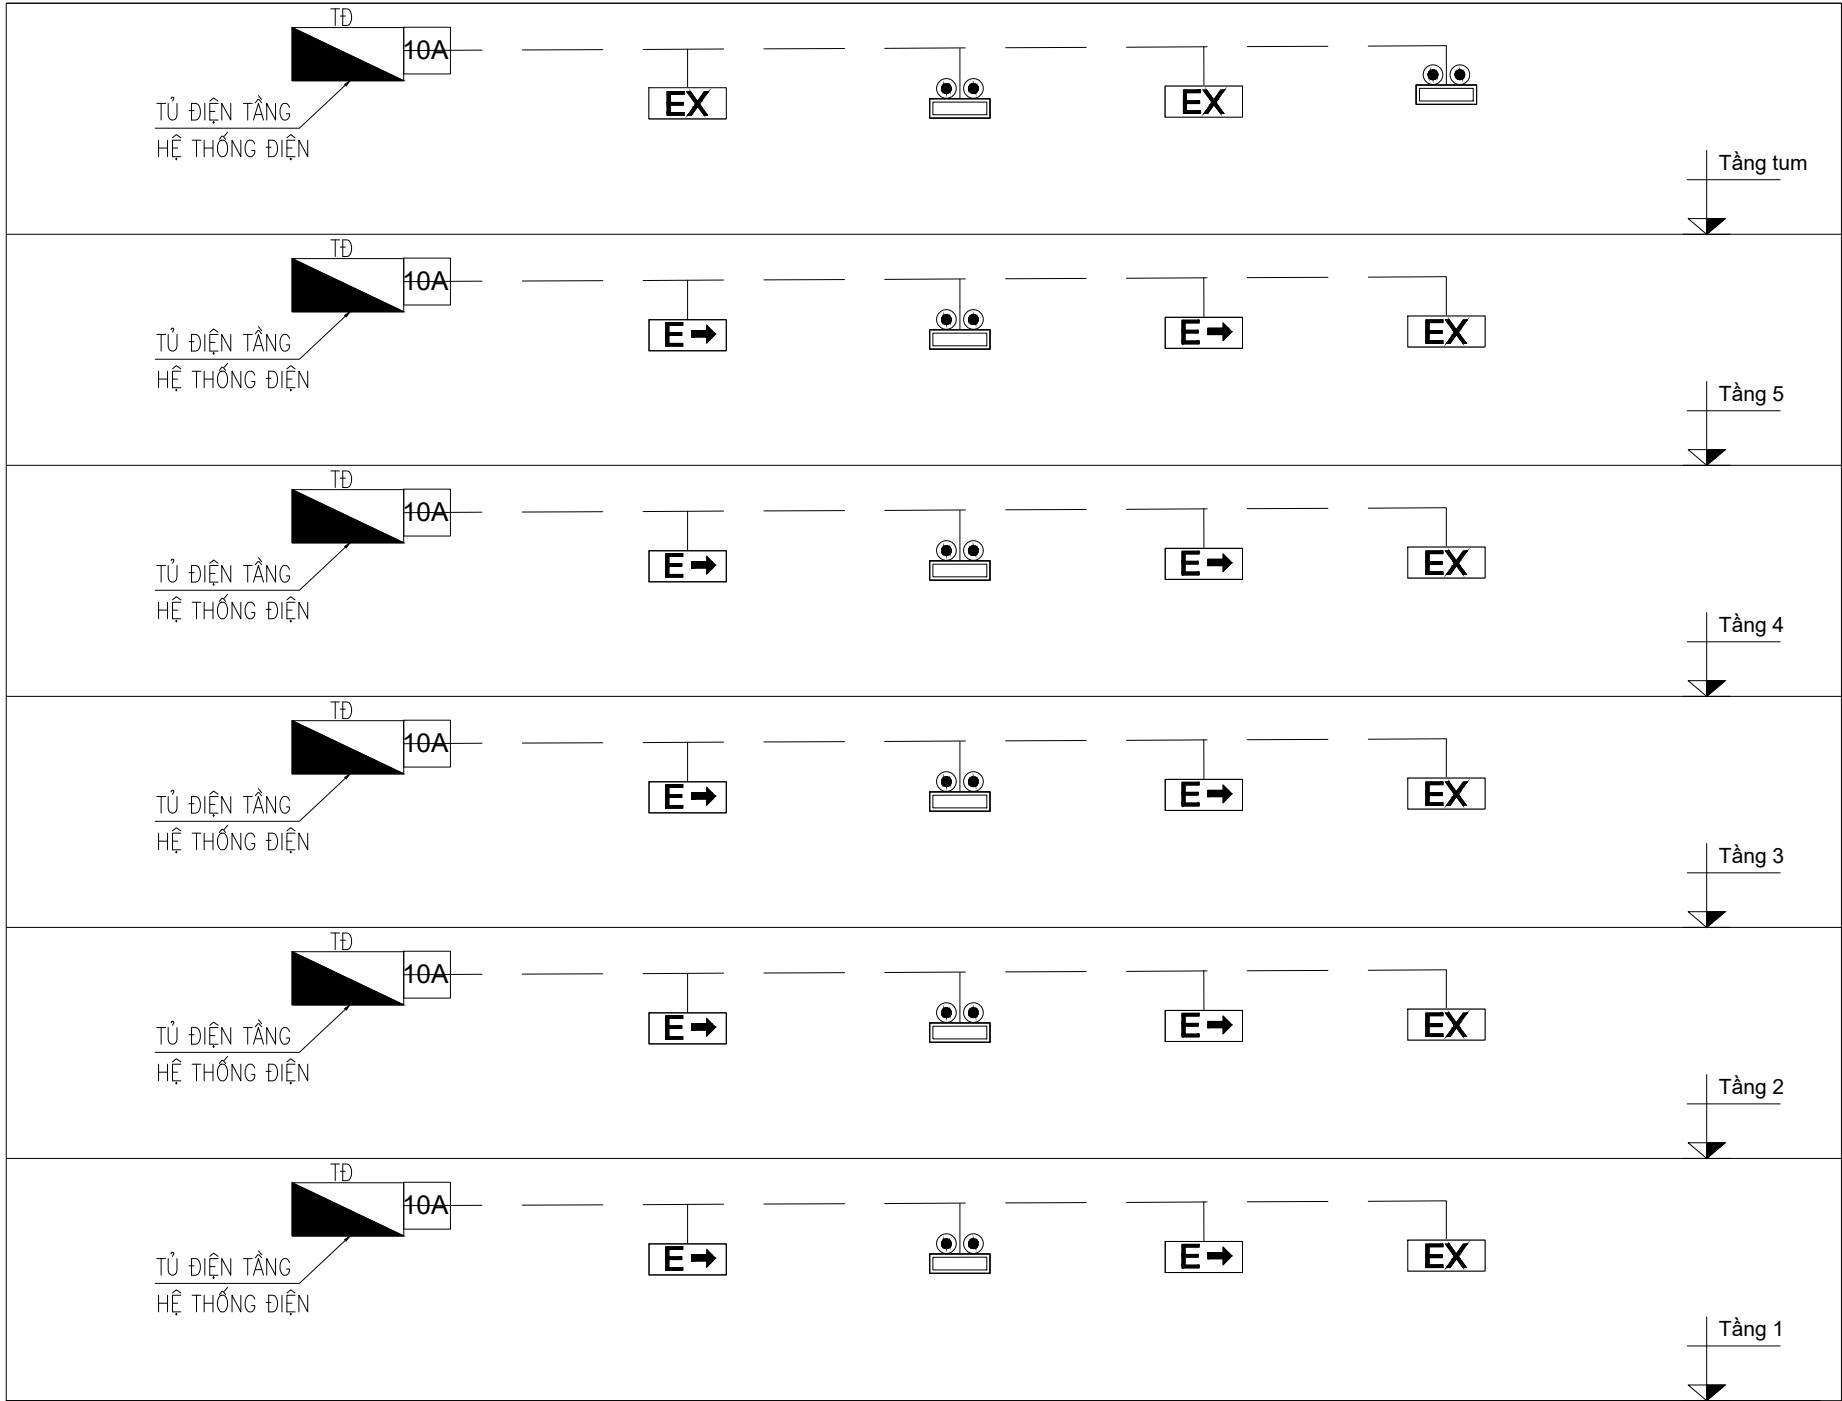 TĐ
10A
EX
EX
TỦ ĐIỆN TẦNG
HỆ THỐNG ĐIỆN
Tầng tum
TĐ
10A
E➡
E➡
EX
TỦ ĐIỆN TẦNG
HỆ THỐNG ĐIỆN
Tầng 5
TĐ
10A
E➡
E➡
EX
TỦ ĐIỆN TẦNG
HỆ THỐNG ĐIỆN
Tầng 4
TĐ
10A
E➡
E➡
EX
TỦ ĐIỆN TẦNG
HỆ THỐNG ĐIỆN
Tầng 3
TĐ
10A
E➡
E➡
EX
TỦ ĐIỆN TẦNG
HỆ THỐNG ĐIỆN
Tầng 2
TĐ
10A
E➡
E➡
EX
TỦ ĐIỆN TẦNG
HỆ THỐNG ĐIỆN
Tầng 1